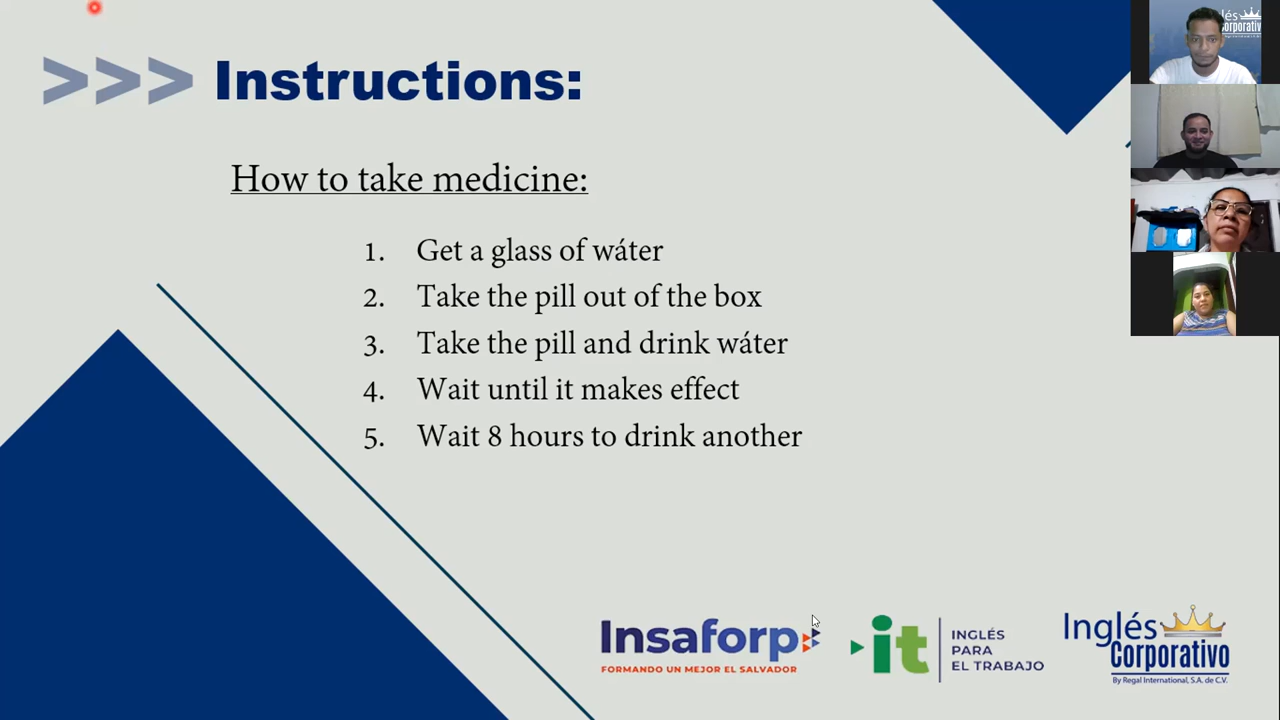 >>> Instructions:
How to take medicine:
1. Get a glass of wáter
2. Take the pill out of the box
3. Take the pill and drink wáter
4. Wait until it makes effect
5. Wait 8 hours to drink another
Insaforp
FORMANDO UN MEJOR EL SALVADOR
it
INGLÉS
PARA
EL TRABAJO
Inglés
Corporativo
By Regal International, S.A. de C.V.